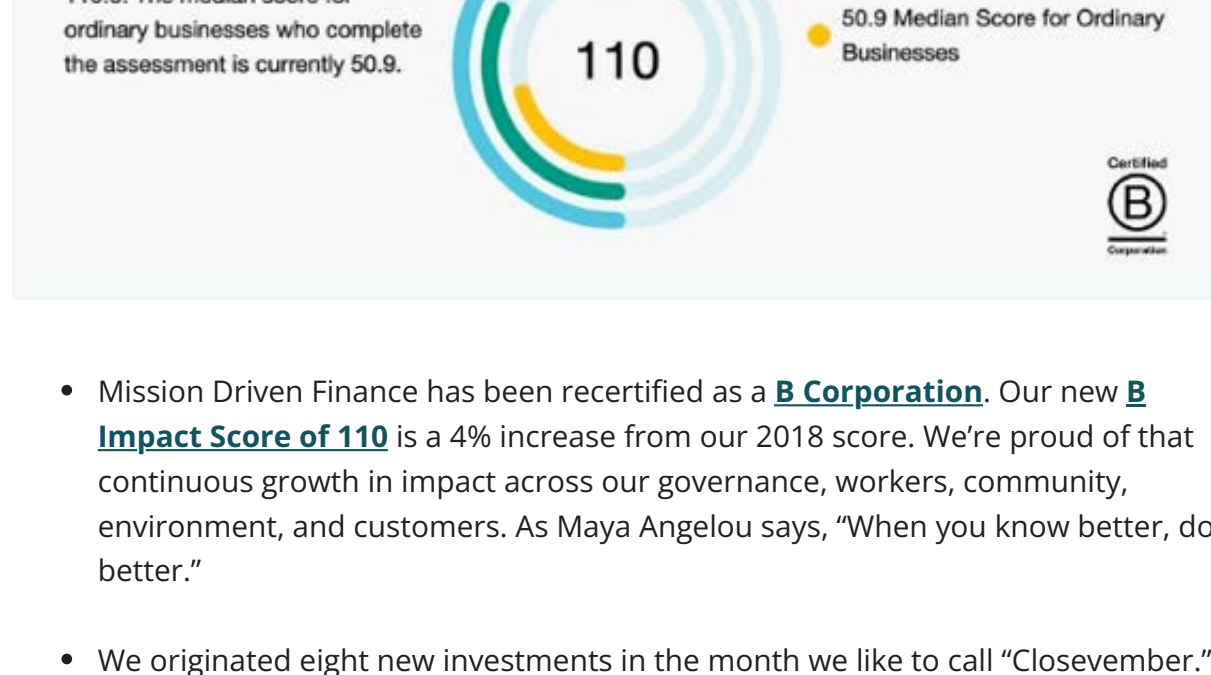 ordinary businesses who complete
the assessment is currently 50.9.
110
50.9 Median Score for Ordinary
Businesses
Certified
B
Corporation
• Mission Driven Finance has been recertified as a B Corporation. Our new B
Impact Score of 110 is a 4% increase from our 2018 score. We’re proud of that
continuous growth in impact across our governance, workers, community,
environment, and customers. As Maya Angelou says, “When you know better, do
better.”
• We originated eight new investments in the month we like to call “Closevember.”